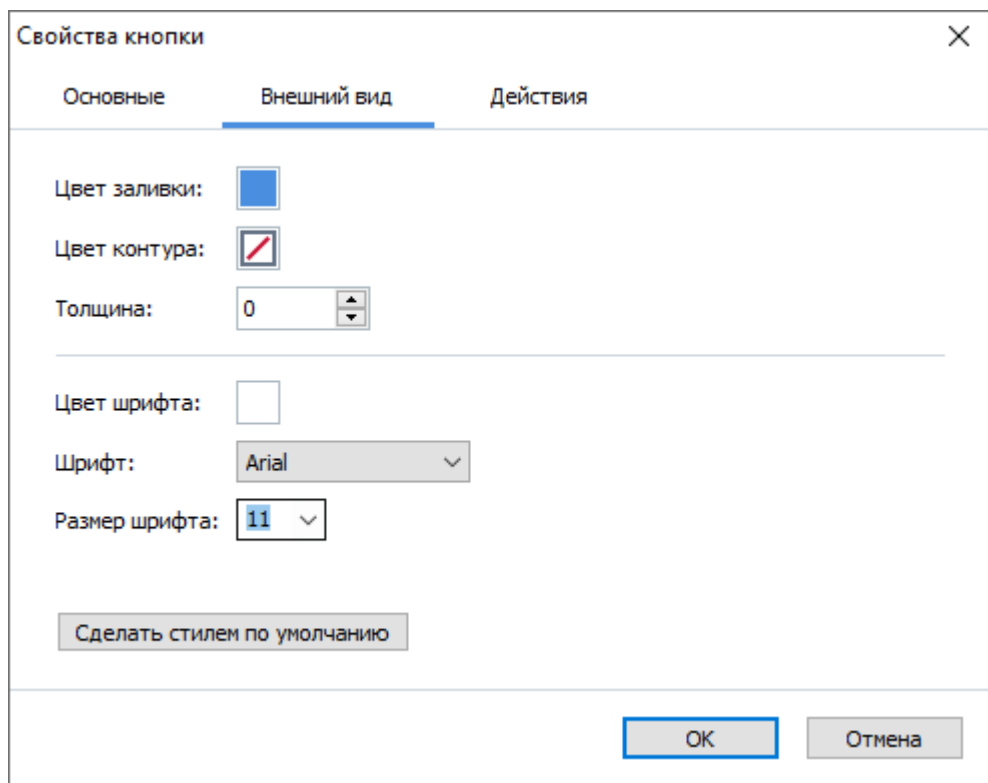 Свойства кнопки
Основные Внешний вид Действия
Цвет заливки:
Цвет контура:
Толщина: 0
Цвет шрифта:
Шрифт: Arial
Размер шрифта: 11
Сделать стилем по умолчанию
OK Отмена